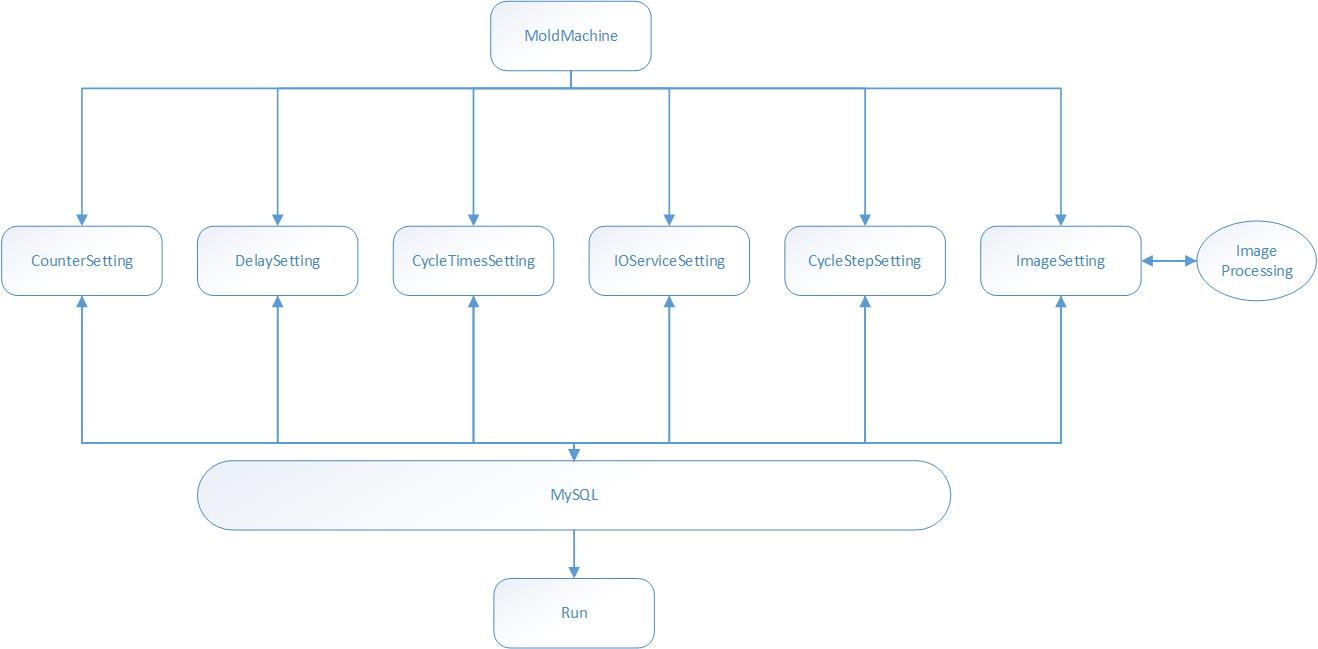 MoldMachine
CounterSetting
DelaySetting
CycleTimesSetting
IOServiceSetting
CycleStepSetting
ImageSetting
Image
Processing
MySQL
Run